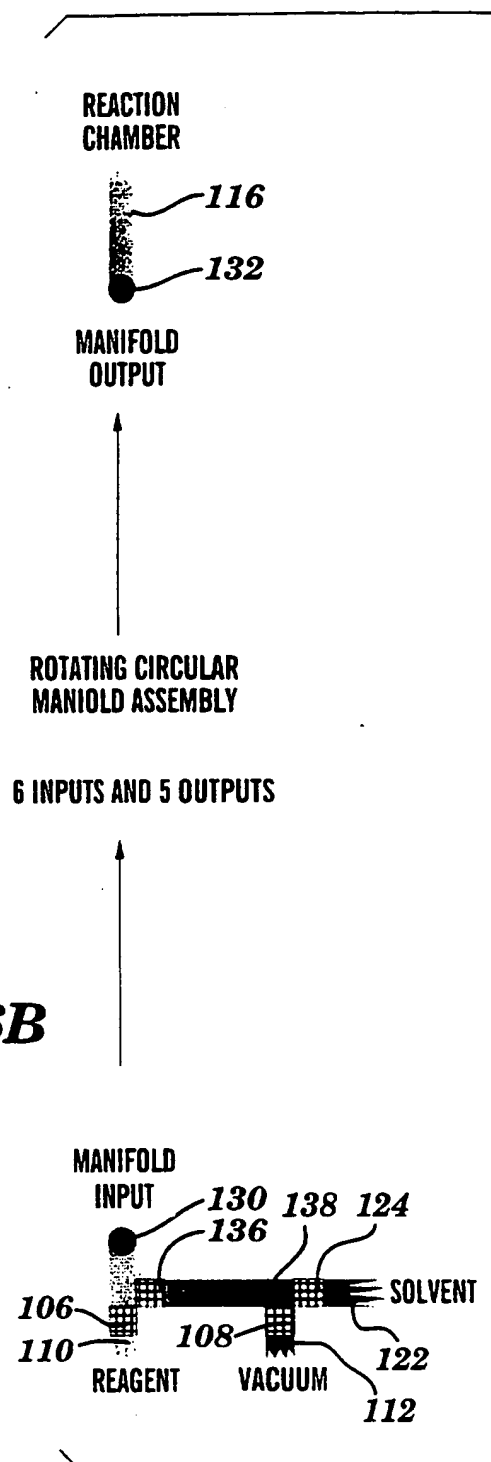 REACTION
CHAMBER
116
132
MANIFOLD
OUTPUT
ROTATING CIRCULAR
MANIOLD ASSEMBLY
6 INPUTS AND 5 OUTPUTS
6B
MANIFOLD
INPUT
130 138 124
136
SOLVENT
106
108
122
110
REAGENT VACUUM
112